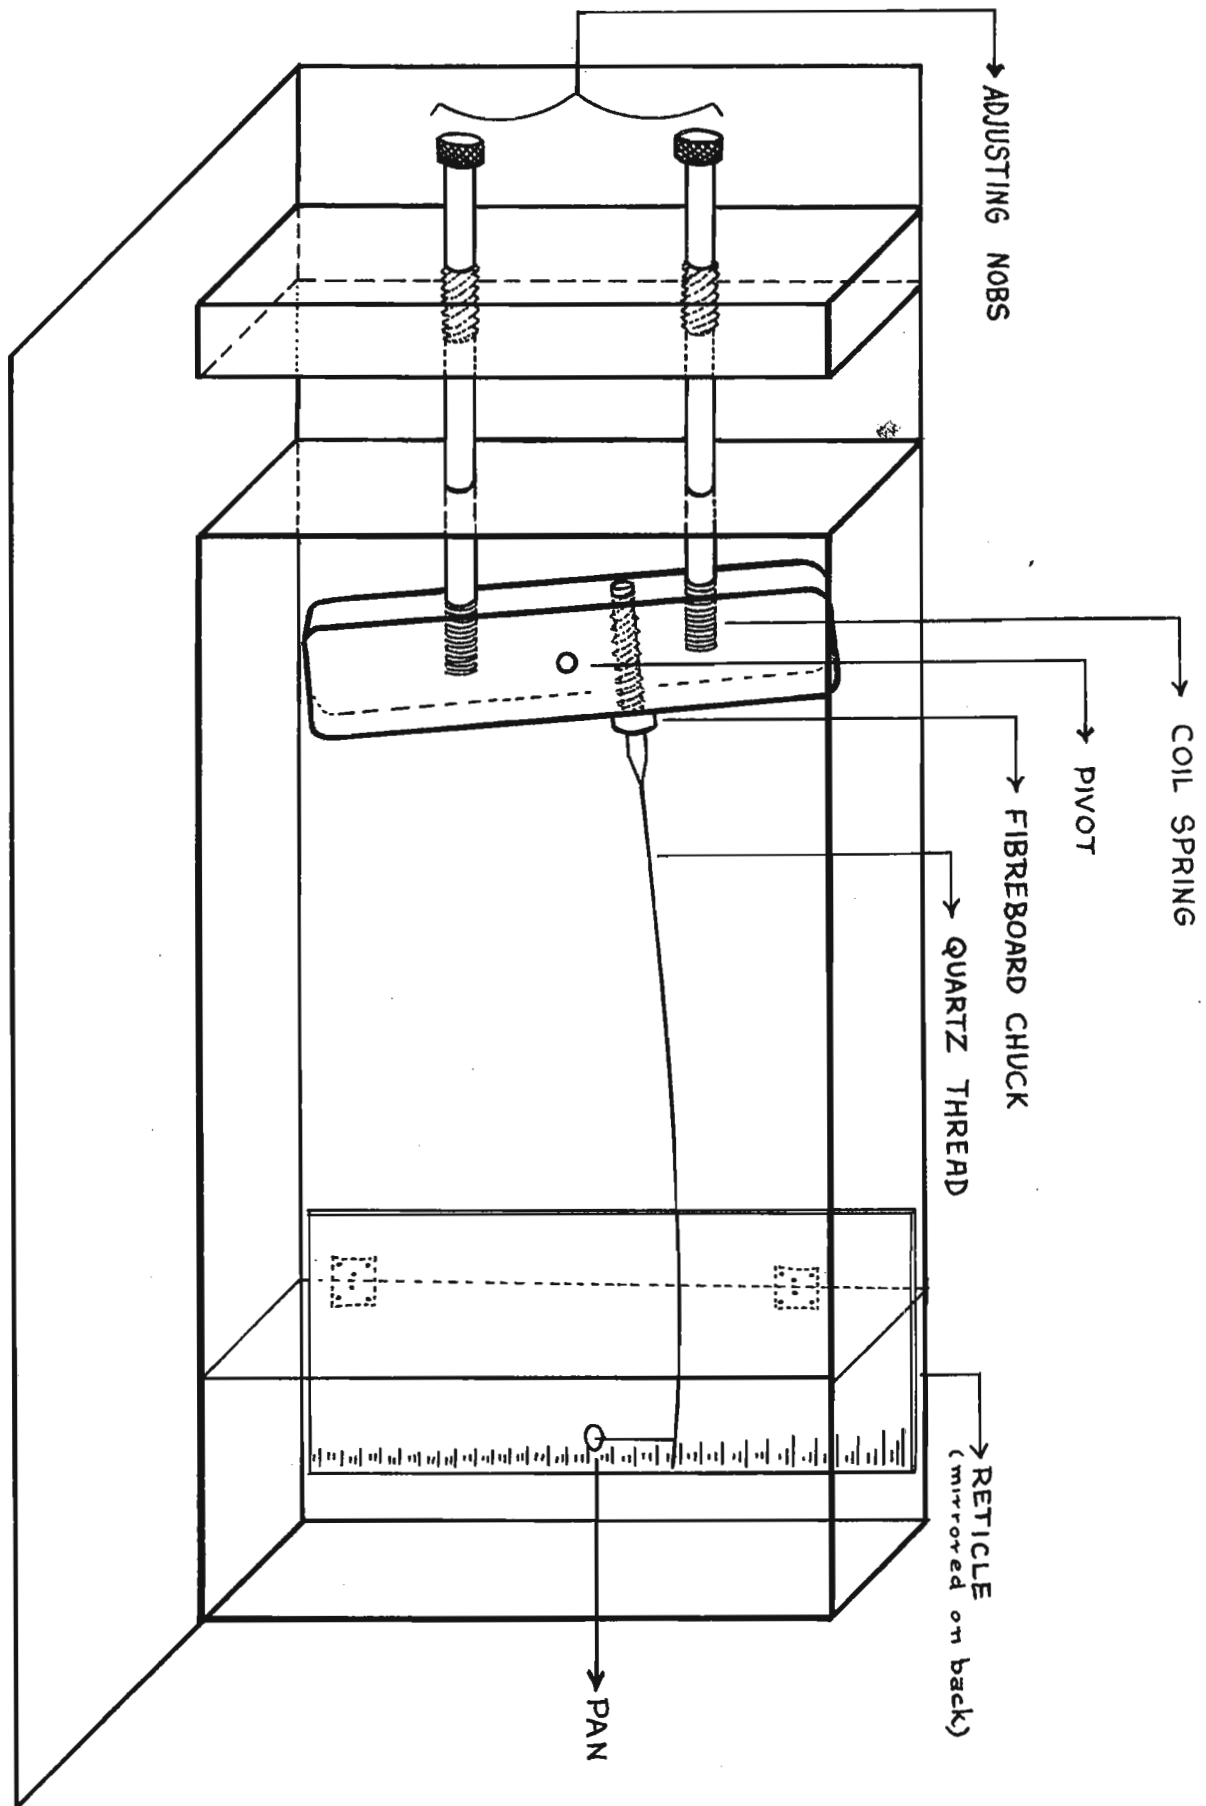 ADJUSTING NOBS
COIL SPRING
PIVOT
FIBREBOARD CHUCK
QUARTZ THREAD
RETICLE
(mirrored on back)
PAN